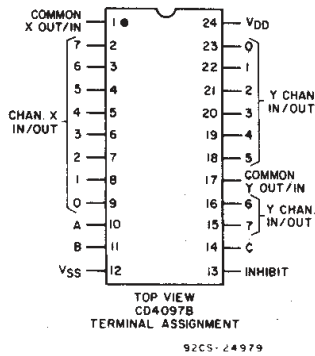 COMMON
X OUT/IN 1 24 VDD
7 2 23 0
6 3 22 1
5 4 21 2
4 5 20 3
3 6 19 4
2 7 18 5
1 8 17 COMMON Y OUT/IN
0 9 16 6
A 10 15 7
B 11 14 C
VSS 12 13 INHIBIT
CHAN. X
IN/OUT
Y CHAN.
IN/OUT
Y CHAN.
IN/OUT
TOP VIEW
CD4097B
TERMINAL ASSIGNMENT
92CS-24979